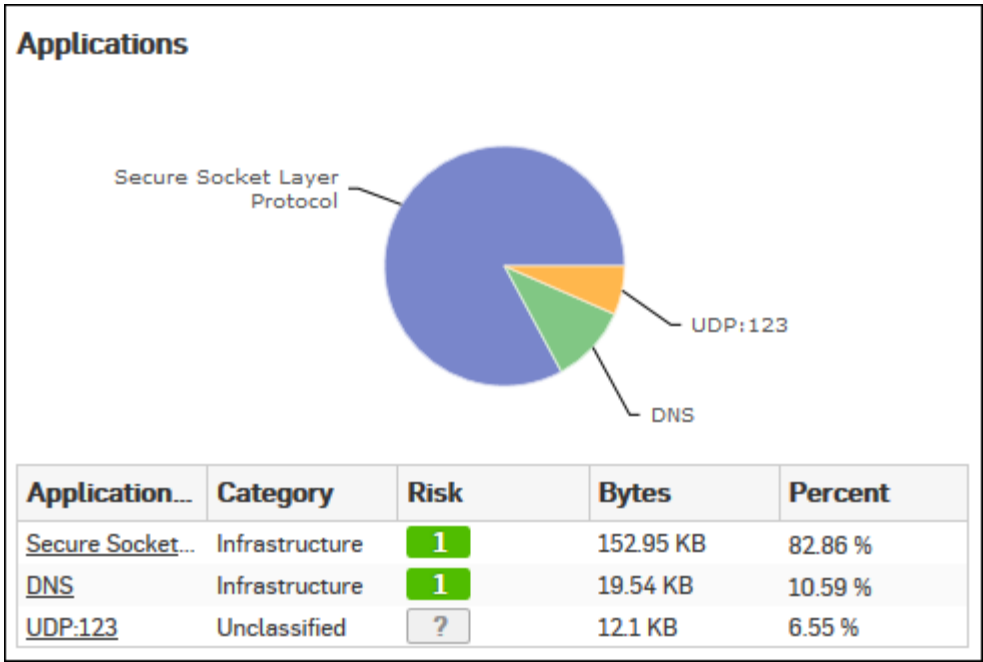 Applications
Secure Socket Layer
Protocol
UDP:123
DNS
Application... Category Risk Bytes Percent
Secure Socket... Infrastructure 1 152.95 KB 82.86 %
DNS Infrastructure 1 19.54 KB 10.59 %
UDP:123 Unclassified ? 12.1 KB 6.55 %